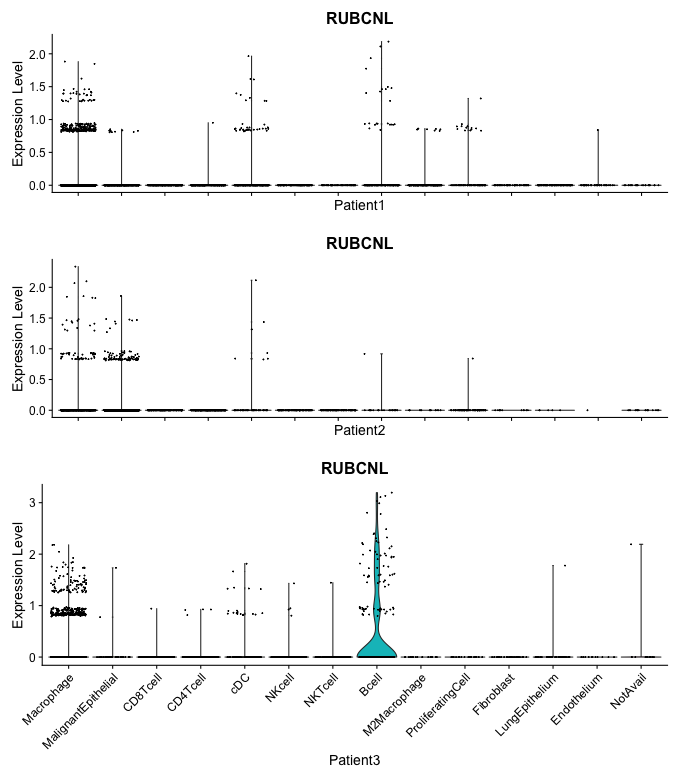 RUBCNL
Expression Level
2.0
1.5
1.0
0.5
0.0
Patient1
RUBCNL
Expression Level
2.0
1.5
1.0
0.5
0.0
Patient2
RUBCNL
Expression Level
3
2
1
0
Macrophage
MalignantEpithelial
CD8Tcell
CD4Tcell
cDC
NKcell
NKTcell
Bcell
M2Macrophage
ProliferatingCell
Fibroblast
LungEpithelium
Endothelium
NotAvail
Patient3